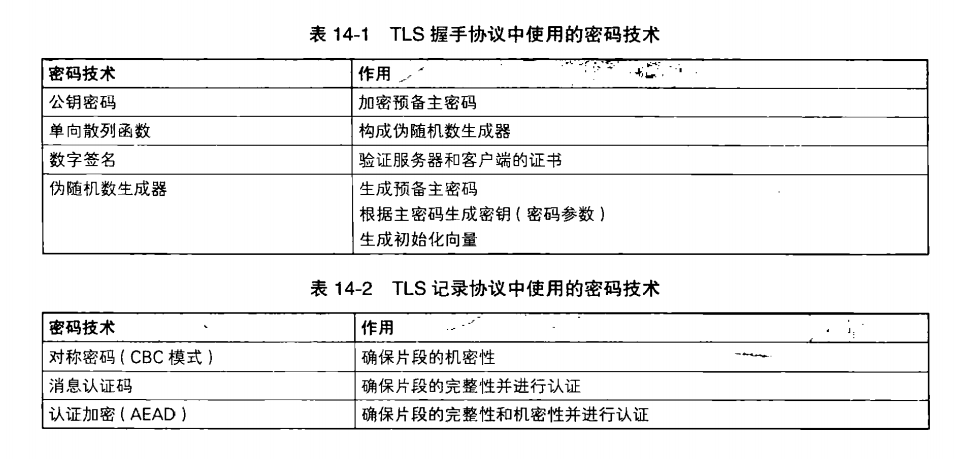 表 14-1 TLS 握手协议中使用的密码技术
密码技术 作用
公钥密码 加密预备主密码
单向散列函数 构成伪随机数生成器
数字签名 验证服务器和客户端的证书
伪随机数生成器 生成预备主密码
根据主密码生成密钥(密码参数)
生成初始化向量
表 14-2 TLS 记录协议中使用的密码技术
密码技术 作用
对称密码(CBC 模式) 确保片段的机密性
消息认证码 确保片段的完整性并进行认证
认证加密(AEAD) 确保片段的完整性和机密性并进行认证